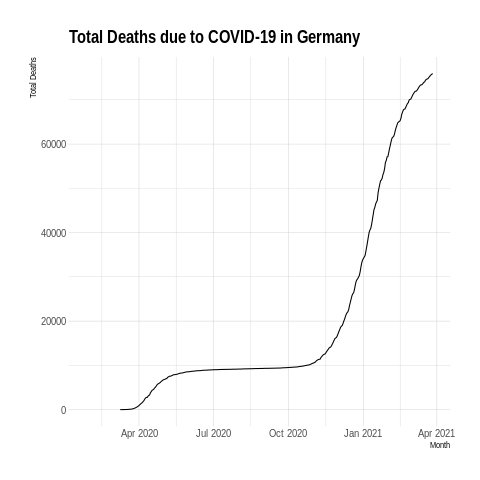 Total Deaths due to COVID-19 in Germany
Total Deaths
60000
40000
20000
0
Apr 2020 Jul 2020 Oct 2020 Jan 2021 Apr 2021
Month